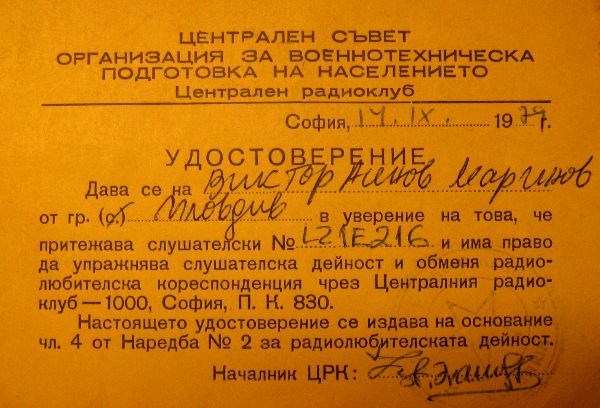 ЦЕНТРАЛЕН СЪВЕТ
ОРГАНИЗАЦИЯ ЗА ВОЕННОТЕХНИЧЕСКА
ПОДГОТОВКА НА НАСЕЛЕНИЕТО
Централен радиоклуб
София, 14. IX. 1979 г.
УДОСТОВЕРЕНИЕ
Дава се на Виктор Маринов
от гр. (с) Пловдив в уверение на това, че
притежава слушателски № LZ1E216 и има право
да упражнява слушателска дейност и обменя радио-
любителска кореспонденция чрез Централния радио-
клуб — 1000, София, П. К. 830.
Настоящето удостоверение се издава на основание
чл. 4 от Наредба № 2 за радиолюбителската дейност.
Началник ЦРК: